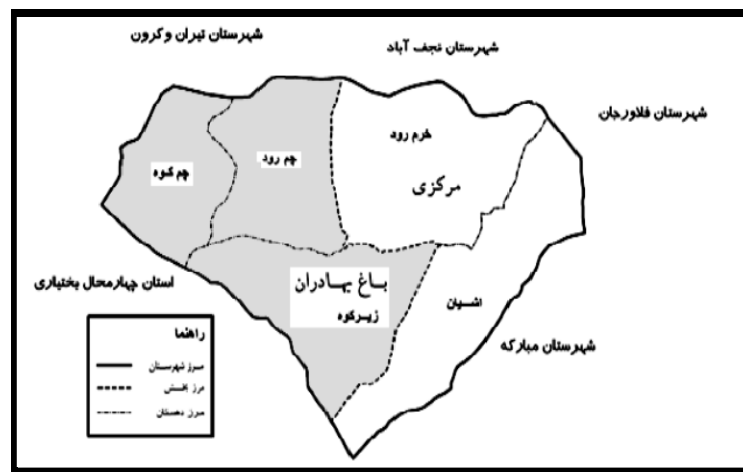 شهرستان تیران و کرون
شهرستان نجف آباد
شهرستان فلاورجان
خرم رود
چم رود
چم کوه
مرکزی
استان چهارمحال بختیاری
باغ بهادران
زیرکوه
اشیان
شهرستان مبارکه
راهنما
مرز شهرستان
مرز بخش
مرز دهستان